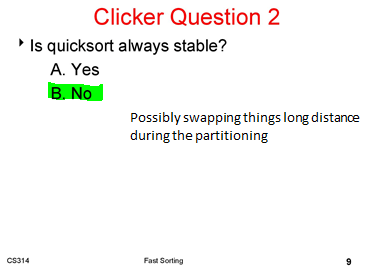 Clicker Question 2
Is quicksort always stable?
A. Yes
B. No
Possibly swapping things long distance
during the partitioning
CS314
Fast Sorting
9